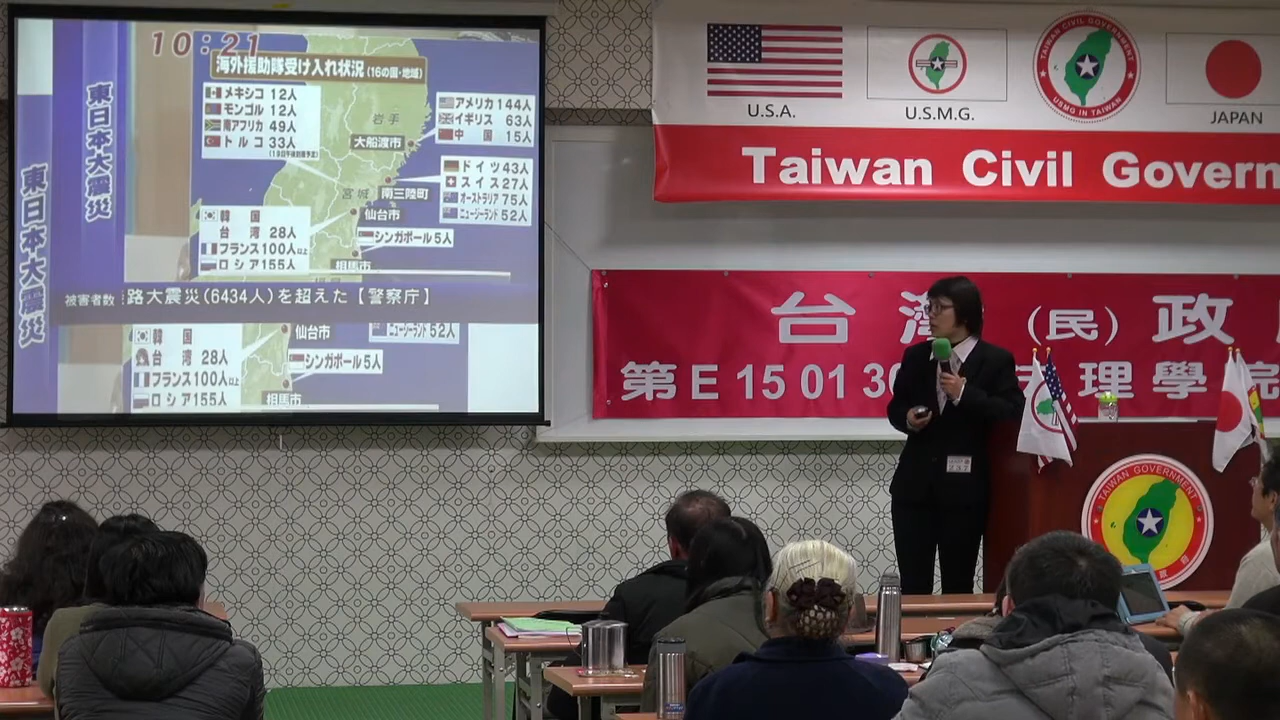 10:21
海外援助隊受け入れ状況(16の国・地域)
東日本大震災
東日本大震災
メキシコ 12人
モンゴル 12人
南アフリカ 49人
トルコ 33人
アメリカ 144人
イギリス 63人
中国 15人
岩手
大船渡市
ドイツ 43人
スイス 27人
オーストラリア 75人
ニュージーランド 52人
宮城
南三陸町
仙台市
韓国
台湾 28人
フランス 100人以上
ロシア 155人
シンガポール 5人
相馬市
被害者数
路大震災(6434人)を超えた【警察庁】
韓国
台湾 28人
フランス 100人以上
ロシア 155人
仙台市
ニュージーランド 52人
シンガポール 5人
相馬市
U.S.A.
U.S.M.G.
TAIWAN CIVIL GOVERNMENT
USMG IN TAIWAN
JAPAN
Taiwan Civil Govern
台 湾 (民) 政
第 E 15 01 30
理 學 院
TAIWAN GOVERNMENT